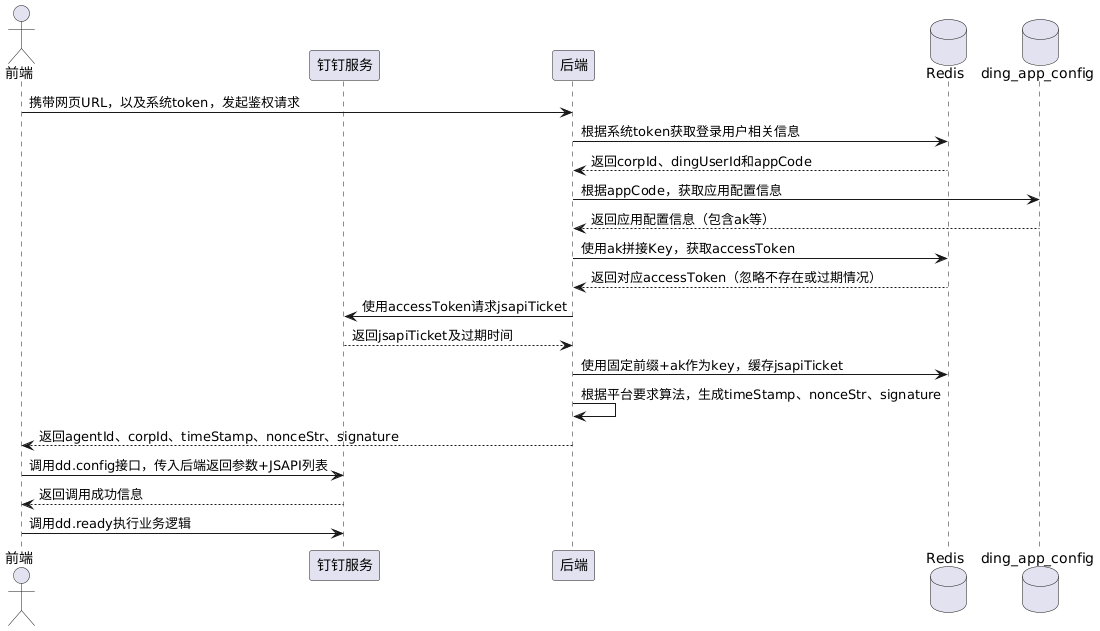 前端
钉钉服务
后端
Redis
ding_app_config
携带网页URL，以及系统token，发起鉴权请求
根据系统token获取登录用户相关信息
返回corpId、dingUserId和appCode
根据appCode，获取应用配置信息
返回应用配置信息（包含ak等）
使用ak拼接Key，获取accessToken
返回对应accessToken（忽略不存在或过期情况）
使用accessToken请求jsapiTicket
返回jsapiTicket及过期时间
使用固定前缀+ak作为key，缓存jsapiTicket
根据平台要求算法，生成timeStamp、nonceStr、signature
返回agentId、corpId、timeStamp、nonceStr、signature
调用dd.config接口，传入后端返回参数+JSAPI列表
返回调用成功信息
调用dd.ready执行业务逻辑
前端
钉钉服务
后端
Redis
ding_app_config